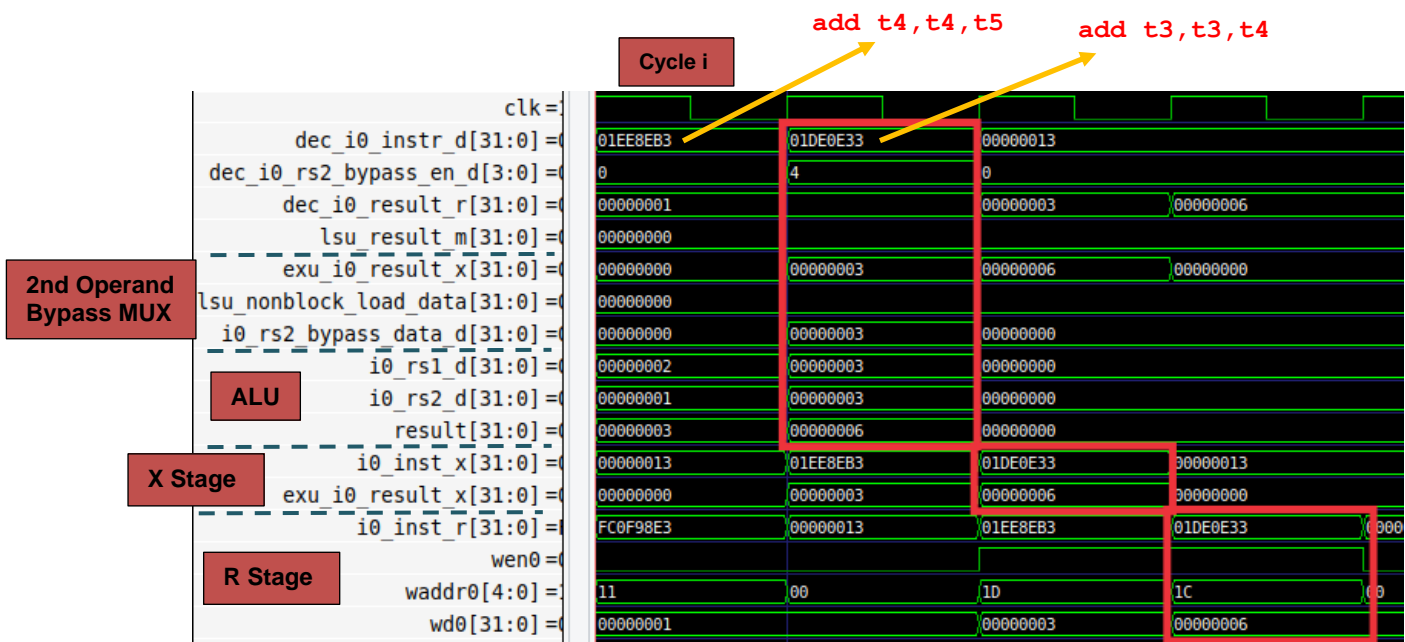 add t4,t4,t5
add t3,t3,t4
Cycle i
clk=
dec_i0_instr_d[31:0] = 01EE8EB3 01DE0E33 00000013
dec_i0_rs2_bypass_en_d[3:0] = 0 4 0
dec_i0_result_r[31:0] = 00000001 00000003 00000006
lsu_result_m[31:0] = 00000000
2nd Operand
Bypass MUX
exu_i0_result_x[31:0] = 00000000 00000003 00000006 00000000
lsu_nonblock_load_data[31:0] = 00000000
i0_rs2_bypass_data_d[31:0] = 00000000 00000003 00000000
ALU
i0_rs1_d[31:0] = 00000002 00000003 00000000
i0_rs2_d[31:0] = 00000001 00000003 00000000
result[31:0] = 00000003 00000006 00000000
X Stage
i0_inst_x[31:0] = 00000013 01EE8EB3 01DE0E33 00000013
exu_i0_result_x[31:0] = 00000000 00000003 00000006 00000000
R Stage
i0_inst_r[31:0] = FC0F98E3 00000013 01EE8EB3 01DE0E33 0000
wen0 =
waddr0[4:0] = 11 00 1D 1C 00
wd0[31:0] = 00000001 00000003 00000006